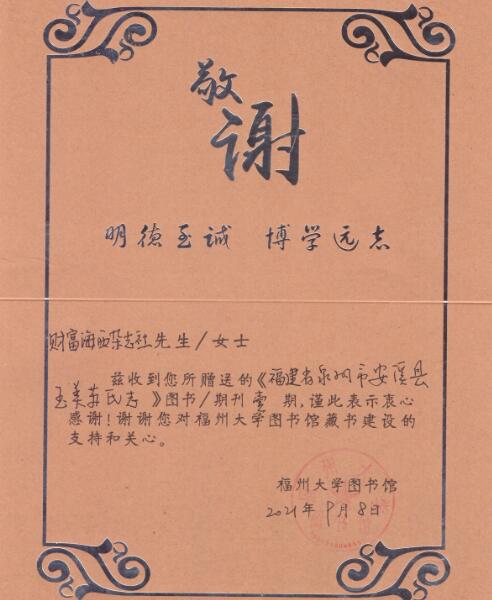 敬
谢
明德至诚 博学远志
财富海西杂志社先生/女士
兹收到您所赠送的《福建省泉州市安溪县
玉美苏氏志》图书/期刊壹期,谨此表示衷心
感谢!谢谢您对福州大学图书馆藏书建设的
支持和关心。
福州大学图书馆
2021年9月8日